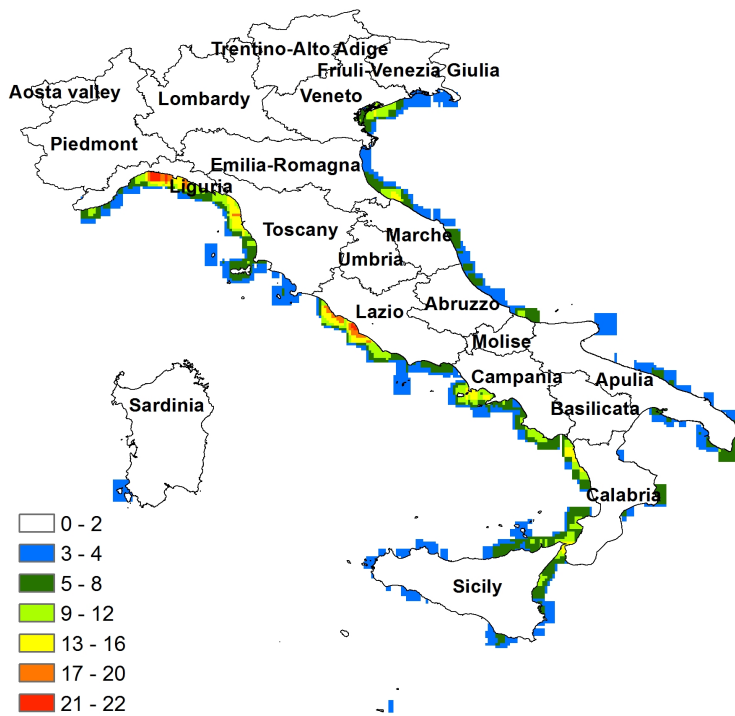 Trentino-Alto Adige
Friuli-Venezia Giulia
Aosta valley
Lombardy
Veneto
Piedmont
Emilia-Romagna
Liguria
Toscany
Marche
Umbria
Lazio
Abruzzo
Molise
Campania
Apulia
Sardinia
Basilicata
Calabria
Sicily
0 - 2
3 - 4
5 - 8
9 - 12
13 - 16
17 - 20
21 - 22